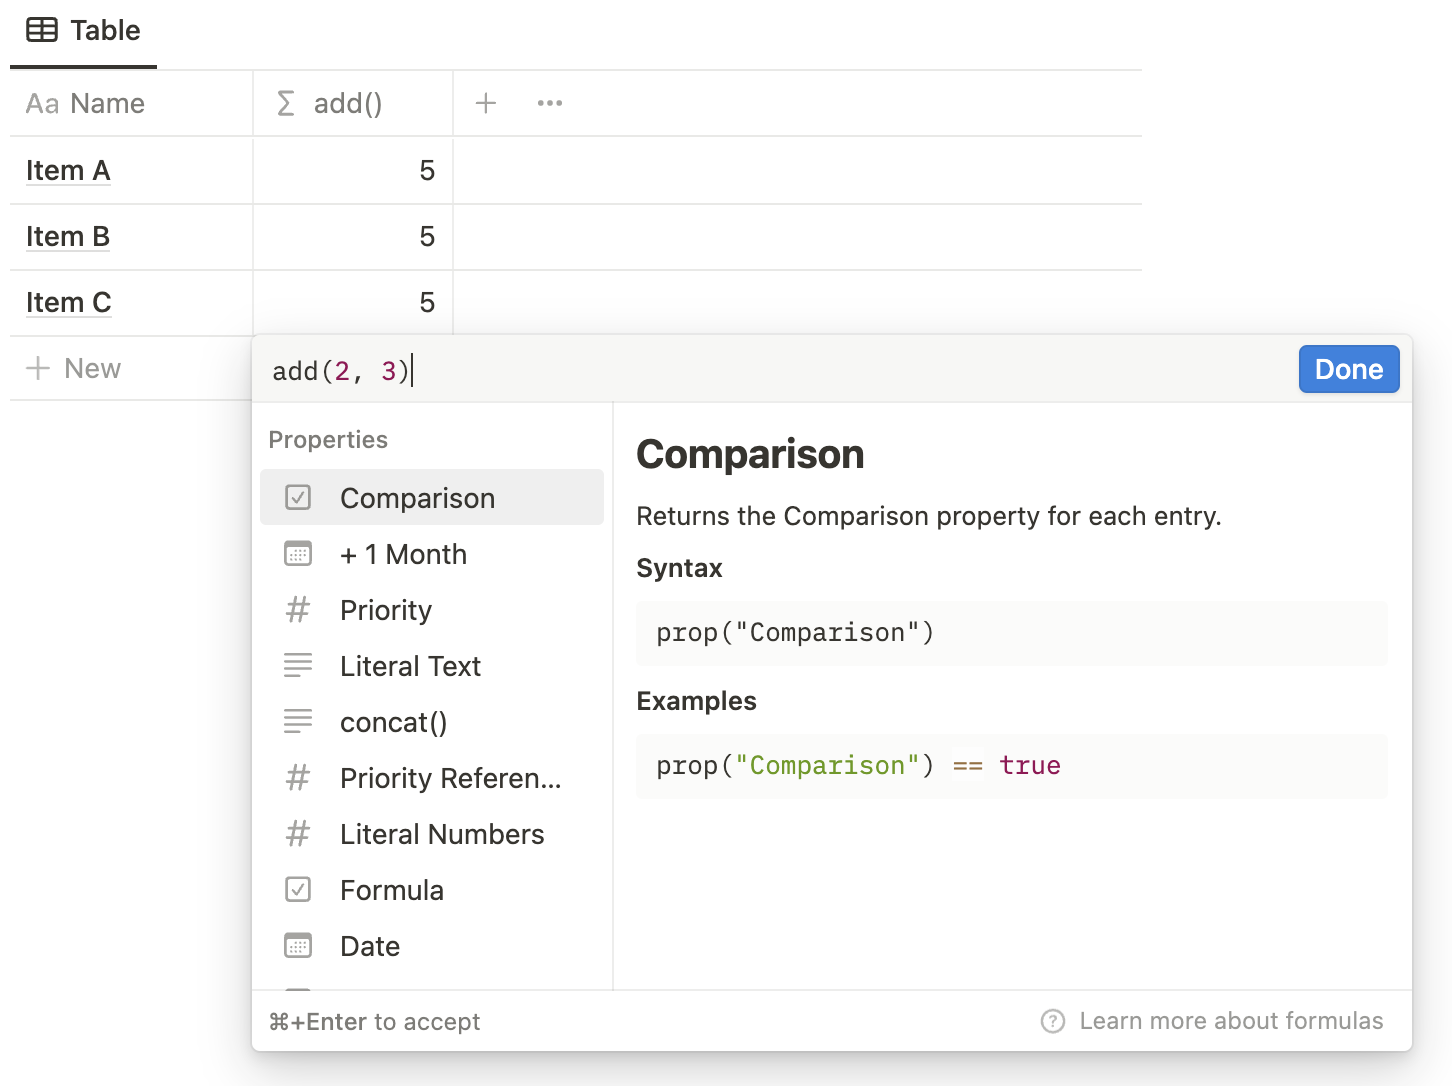 Table
Aa Name
Σ add()
+ •••
Item A 5
Item B 5
Item C 5
+ New
add(2, 3)
Done
Properties
Comparison
+ 1 Month
# Priority
Literal Text
concat()
# Priority Referen...
# Literal Numbers
Formula
Date
Comparison
Returns the Comparison property for each entry.
Syntax
prop("Comparison")
Examples
prop("Comparison") == true
⌘+Enter to accept
? Learn more about formulas